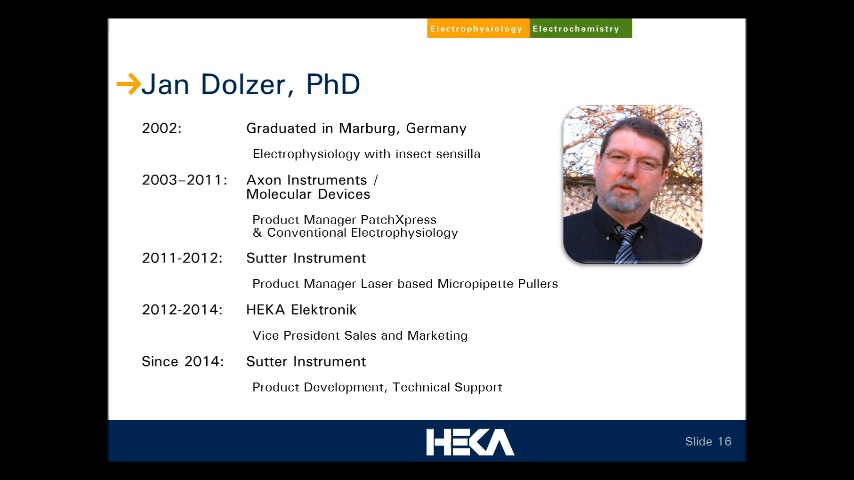 Electrophysiology Electrochemistry
Jan Dolzer, PhD
2002: Graduated in Marburg, Germany
Electrophysiology with insect sensilla
2003–2011: Axon Instruments /
Molecular Devices
Product Manager PatchXpress
& Conventional Electrophysiology
2011-2012: Sutter Instrument
Product Manager Laser-based Micropipette Pullers
2012-2014: HEKA Elektronik
Vice President Sales and Marketing
Since 2014: Sutter Instrument
Product Development, Technical Support
HEKA
Slide 16